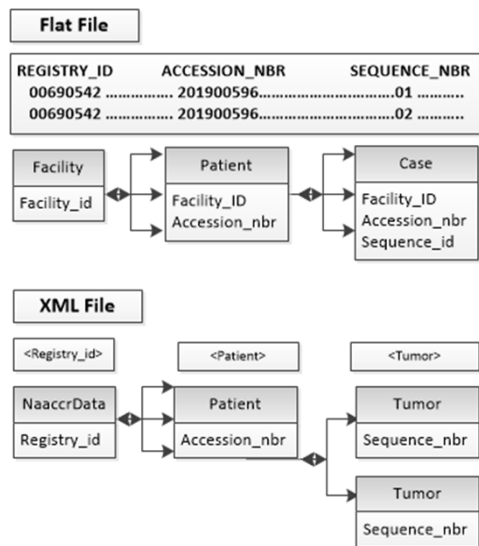 Flat File
REGISTRY_ID ACCESSION_NBR SEQUENCE_NBR
00690542 ................. 201900596..................................01 ...........
00690542 ................. 201900596..................................02 ...........
Facility
Facility_id
Patient
Facility_ID
Accession_nbr
Case
Facility_ID
Accession_nbr
Sequence_id
XML File
<Registry_id> <Patient> <Tumor>
NaaccrData
Registry_id
Patient
Accession_nbr
Tumor
Sequence_nbr
Tumor
Sequence_nbr